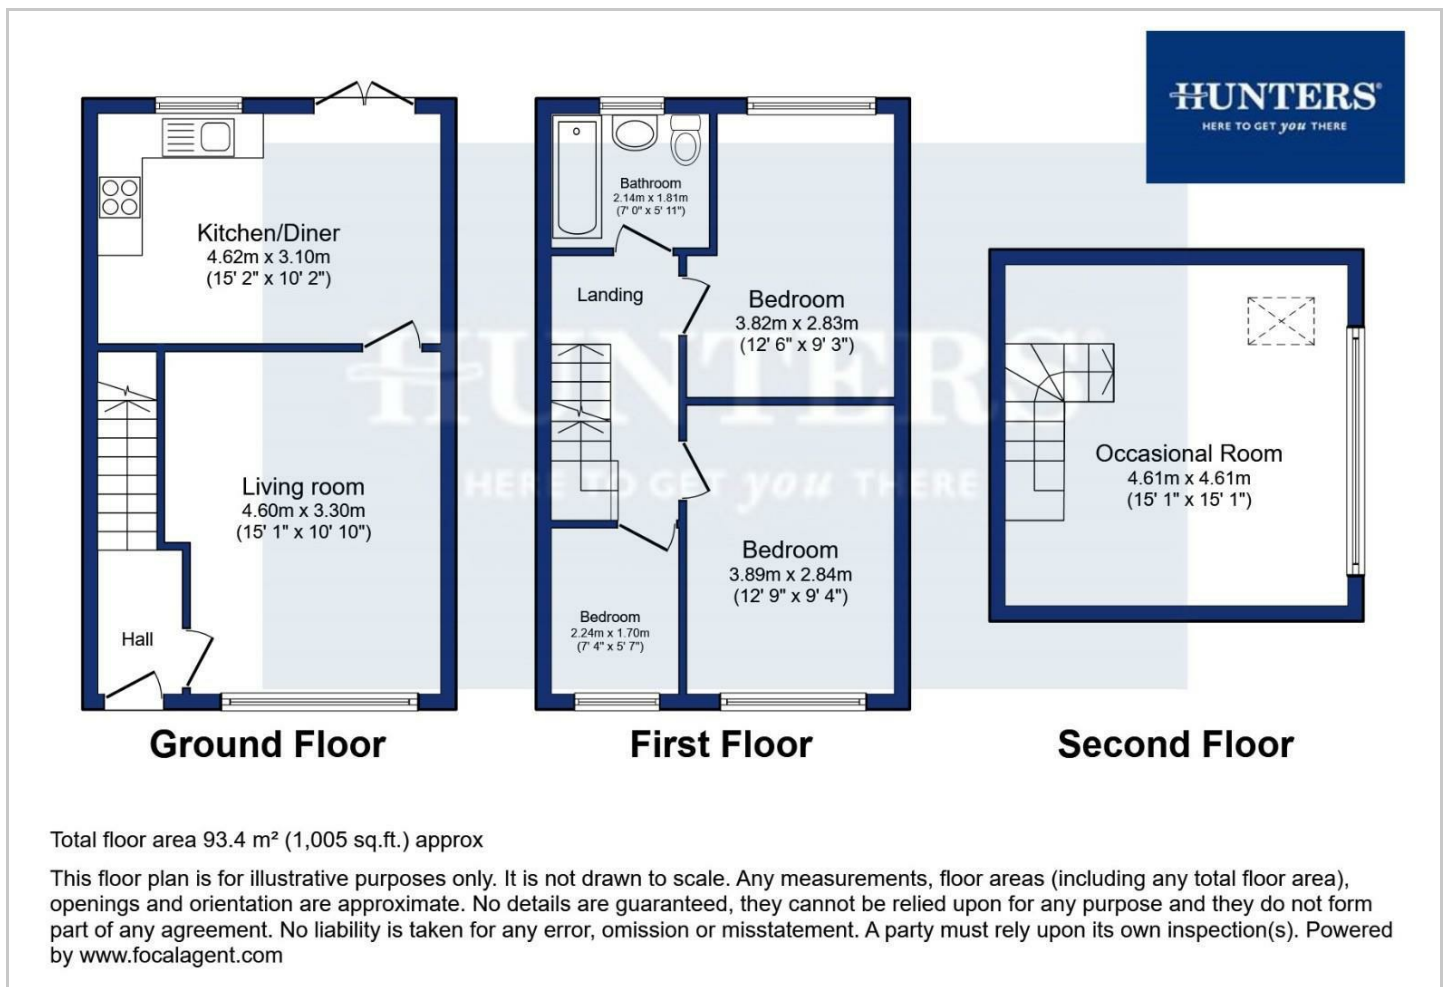 HUNTERS®
HERE TO GET you THERE
Kitchen/Diner
4.62m x 3.10m
(15' 2" x 10' 2")
Living room
4.60m x 3.30m
(15' 1" x 10' 10")
Hall
Ground Floor
Bathroom
2.14m x 1.81m
(7' 0" x 5' 11")
Landing
Bedroom
3.82m x 2.83m
(12' 6" x 9' 3")
Bedroom
3.89m x 2.84m
(12' 9" x 9' 4")
Bedroom
2.24m x 1.70m
(7' 4" x 5' 7")
First Floor
Occasional Room
4.61m x 4.61m
(15' 1" x 15' 1")
Second Floor
HUNTERS®
HERE TO GET you THERE
Total floor area 93.4 m² (1,005 sq.ft.) approx
This floor plan is for illustrative purposes only. It is not drawn to scale. Any measurements, floor areas (including any total floor area),
openings and orientation are approximate. No details are guaranteed, they cannot be relied upon for any purpose and they do not form
part of any agreement. No liability is taken for any error, omission or misstatement. A party must rely upon its own inspection(s). Powered
by www.focalagent.com